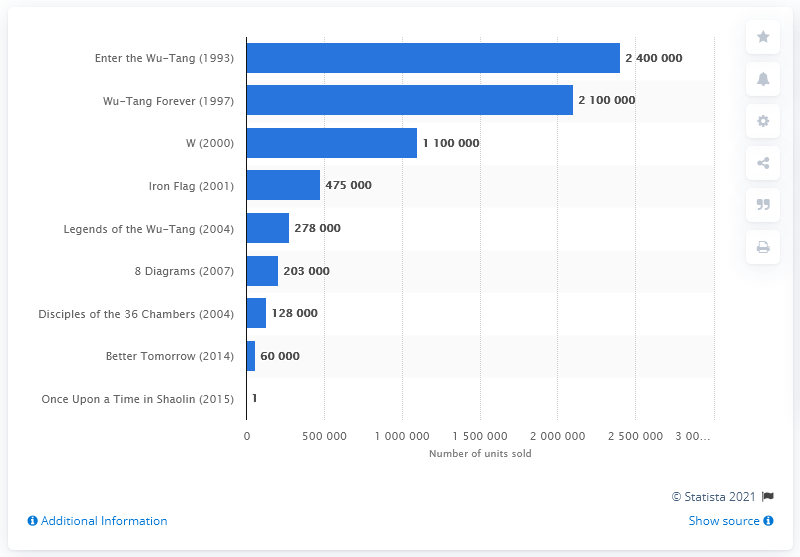 Enter the Wu-Tang (1993) 2 400 000
Wu-Tang Forever (1997) 2 100 000
W (2000) 1 100 000
Iron Flag (2001) 475 000
Legends of the Wu-Tang (2004) 278 000
8 Diagrams (2007) 203 000
Disciples of the 36 Chambers (2004) 128 000
Better Tomorrow (2014) 60 000
Once Upon a Time in Shaolin (2015) 1
0 500 000 1 000 000 1 500 000 2 000 000 2 500 000 3 00…
Number of units sold
© Statista 2021
Additional Information Show source